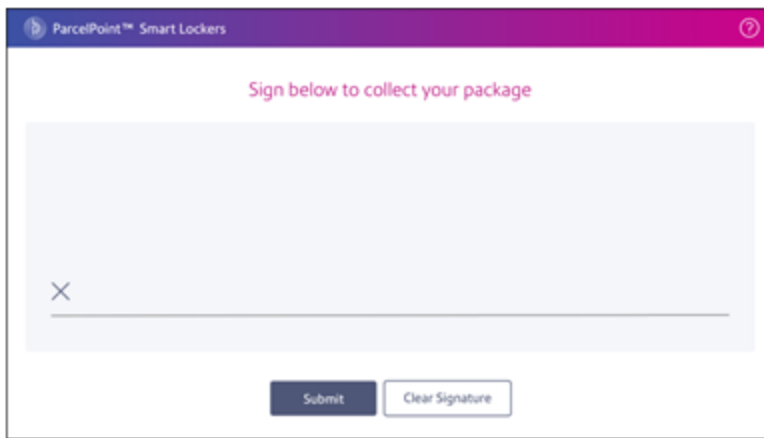 ParcelPoint™ Smart Lockers
Sign below to collect your package
Submit
Clear Signature